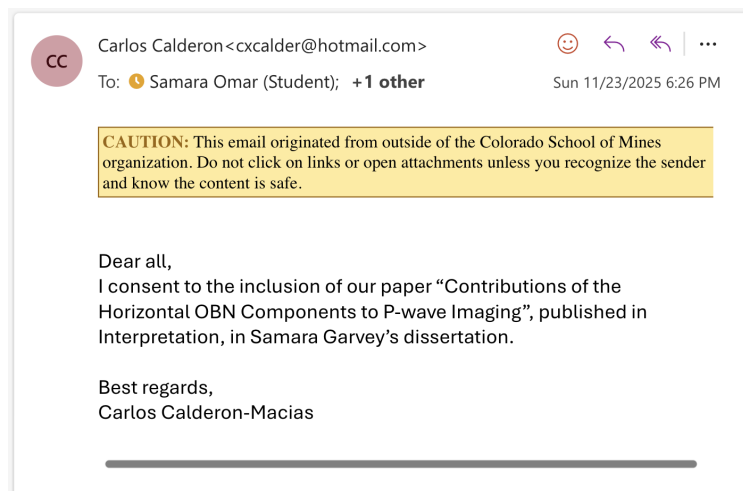 CC
Carlos Calderon<cxcalder@hotmail.com>
To: Samara Omar (Student); +1 other
Sun 11/23/2025 6:26 PM
CAUTION: This email originated from outside of the Colorado School of Mines
organization. Do not click on links or open attachments unless you recognize the sender
and know the content is safe.
Dear all,
I consent to the inclusion of our paper “Contributions of the
Horizontal OBN Components to P-wave Imaging”, published in
Interpretation, in Samara Garvey’s dissertation.
Best regards,
Carlos Calderon-Macias